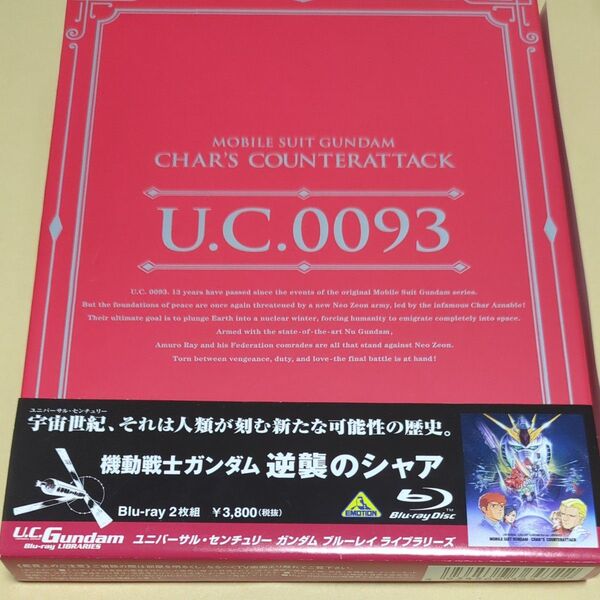 MOBILE SUIT GUNDAM
CHAR'S COUNTERATTACK
U.C.0093
U.C. 0093. 13 years have passed since the events of the original Mobile Suit Gundam series.
But the foundations of peace are once again threatened by a new Neo Zeon army, led by the infamous Char Aznable!
Their ultimate goal is to plunge Earth into a nuclear winter, forcing humanity to emigrate completely into space.
Armed with the state-of-the-art Nu Gundam,
Amuro Ray and his Federation comrades are all that stand against Neo Zeon.
Torn between vengeance, duty, and love-the final battle is at hand!
ユニバーサル・センチュリー
宇宙世紀、それは人類が刻む新たな可能性の歴史。
機動戦士ガンダム 逆襲のシャア
Blu-ray 2枚組 ¥3,800(税抜)
EMOTION
Blu-ray Disc
TM
MOBILE SUIT GUNDAM CHAR'S COUNTERATTACK
U.C.Gundam
Blu-ray LIBRARIES
ユニバーサル・センチュリー ガンダム ブルーレイ ライブラリーズ